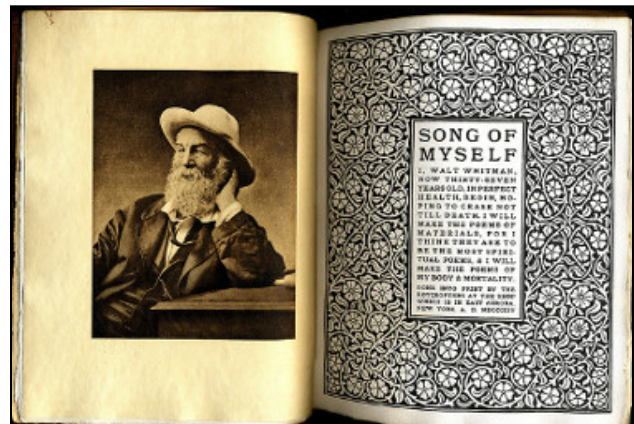 SONG OF
MYSELF
I, WALT WHITMAN,
NOW THIRTY-SEVEN
YEARS OLD, IN PERFECT
HEALTH, BEGIN, HO-
PING TO CEASE NOT
TILL DEATH. I WILL
MAKE THE POEMS OF
MATERIALS, FOR I
THINK THEY ARE TO
BE THE MOST SPIRI-
TUAL POEMS, & I WILL
MAKE THE POEMS OF
MY BODY & MORTALITY.
DONE INTO PRINT BY THE
ROYCROFTERS AT THE SHOP
WHICH IS IN EAST AURORA,
NEW YORK, A. D.